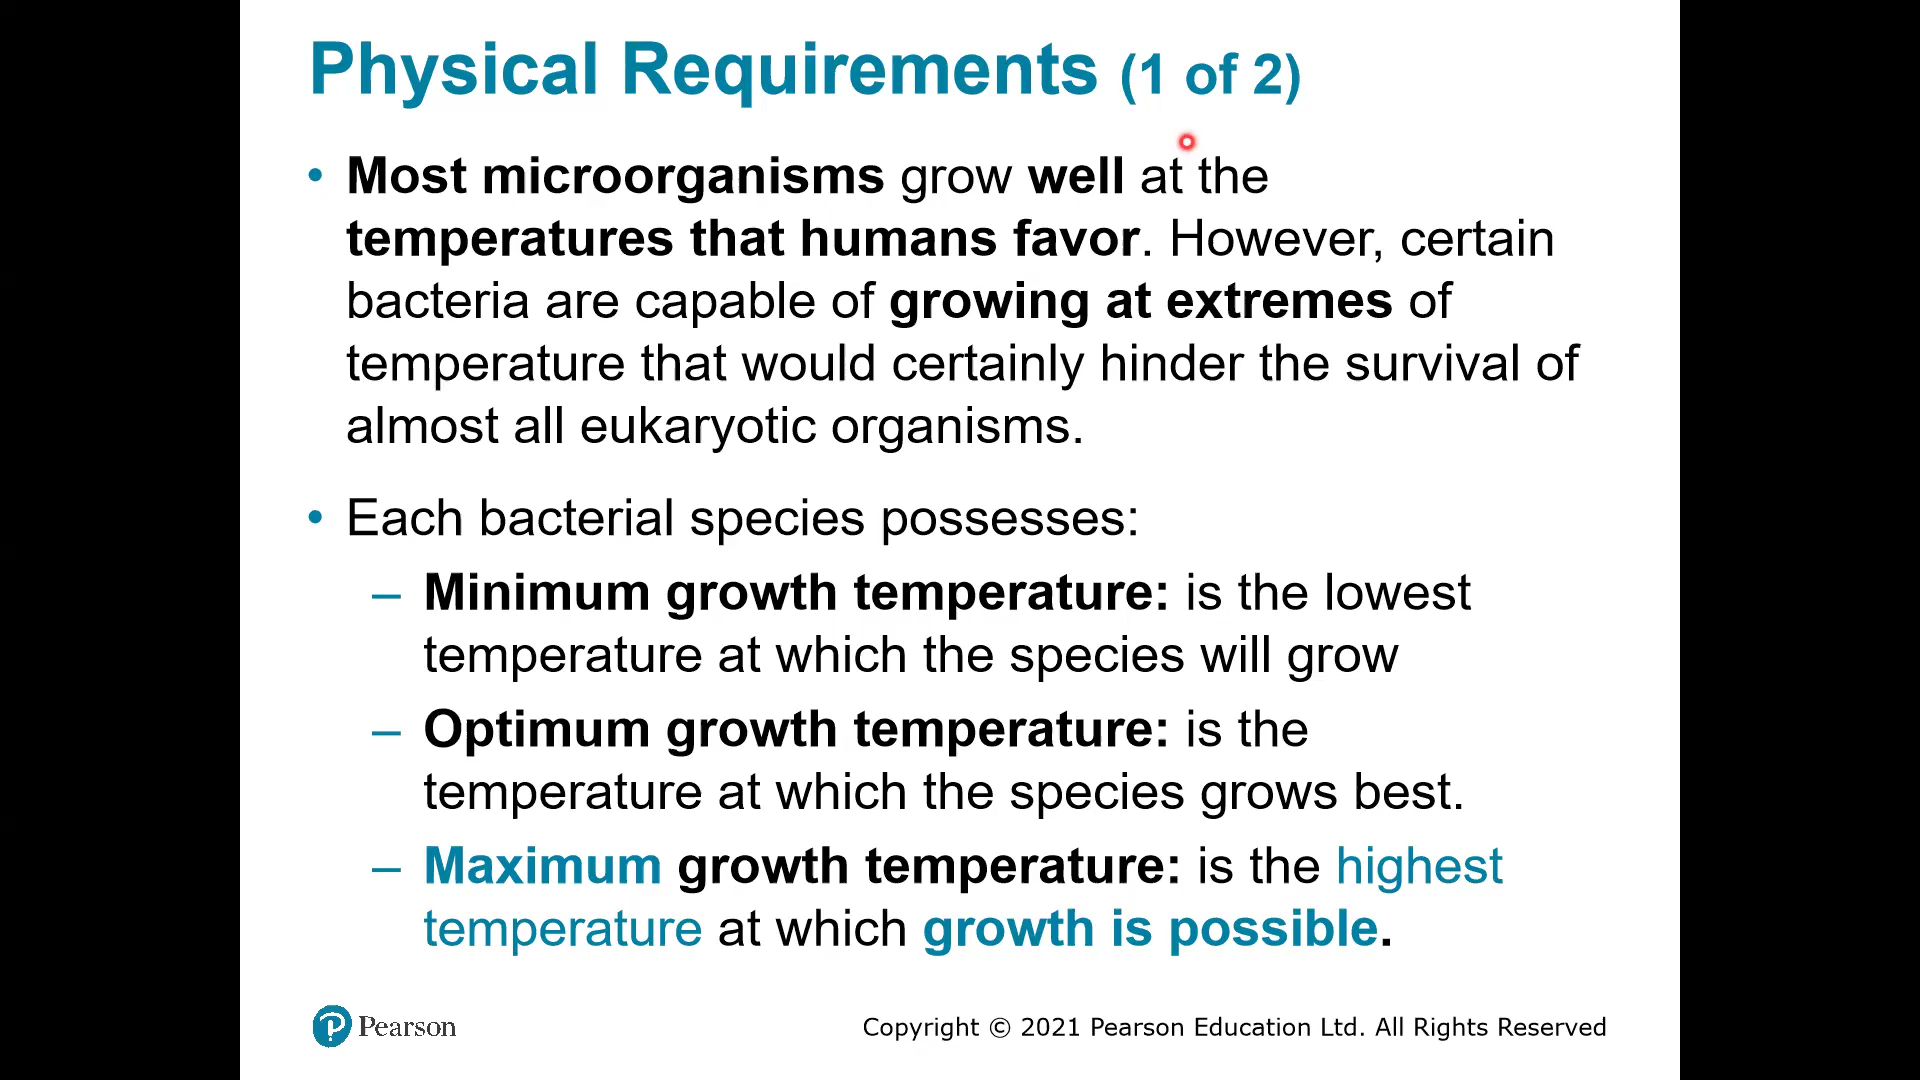 Physical Requirements (1 of 2)
• Most microorganisms grow well at the
temperatures that humans favor. However, certain
bacteria are capable of growing at extremes of
temperature that would certainly hinder the survival of
almost all eukaryotic organisms.
• Each bacterial species possesses:
– Minimum growth temperature: is the lowest
temperature at which the species will grow
– Optimum growth temperature: is the
temperature at which the species grows best.
– Maximum growth temperature: is the highest
temperature at which growth is possible.
Pearson
Copyright © 2021 Pearson Education Ltd. All Rights Reserved